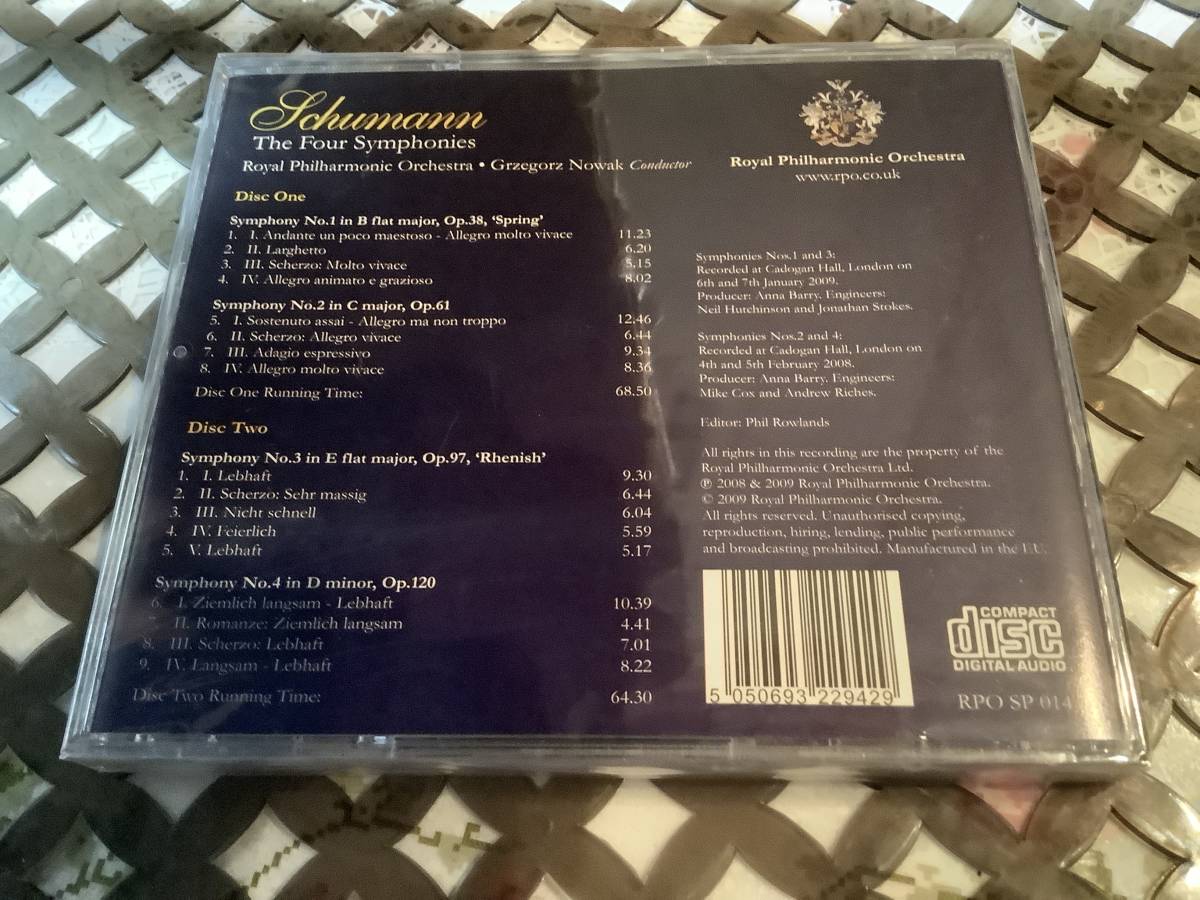 Schumann
The Four Symphonies
Royal Philharmonic Orchestra • Grzegorz Nowak Conductor
Disc One
Symphony No.1 in B flat major, Op.38, ‘Spring’
1. I. Andante un poco maestoso - Allegro molto vivace 11.23
2. II. Larghetto 6.20
3. III. Scherzo: Molto vivace 5.15
4. IV. Allegro animato e grazioso 8.02
Symphony No.2 in C major, Op.61
5. I. Sostenuto assai - Allegro ma non troppo 12.46
6. II. Scherzo: Allegro vivace 6.44
7. III. Adagio espressivo 9.34
8. IV. Allegro molto vivace 8.36
Disc One Running Time: 68.50
Disc Two
Symphony No.3 in E flat major, Op.97, ‘Rhenish’
1. I. Lebhaft 9.30
2. II. Scherzo: Sehr massig 6.44
3. III. Nicht schnell 6.04
4. IV. Feierlich 5.59
5. V. Lebhaft 5.17
Symphony No.4 in D minor, Op.120
6. I. Ziemlich langsam - Lebhaft 10.39
7. II. Romanze: Ziemlich langsam 4.41
8. III. Scherzo: Lebhaft 7.01
9. IV. Langsam - Lebhaft 8.22
Disc Two Running Time: 64.30
Royal Philharmonic Orchestra
www.rpo.co.uk
Symphonies Nos.1 and 3:
Recorded at Cadogan Hall, London on
6th and 7th January 2009.
Producer: Anna Barry. Engineers:
Neil Hutchinson and Jonathan Stokes.
Symphonies Nos.2 and 4:
Recorded at Cadogan Hall, London on
4th and 5th February 2008.
Producer: Anna Barry. Engineers:
Mike Cox and Andrew Riches.
Editor: Phil Rowlands
All rights in this recording are the property of the
Royal Philharmonic Orchestra Ltd.
℗ 2008 & 2009 Royal Philharmonic Orchestra.
© 2009 Royal Philharmonic Orchestra.
All rights reserved. Unauthorised copying,
reproduction, hiring, lending, public performance
and broadcasting prohibited. Manufactured in the EU.
5 050693 229429
COMPACT
disc
DIGITAL AUDIO
RPO SP 014